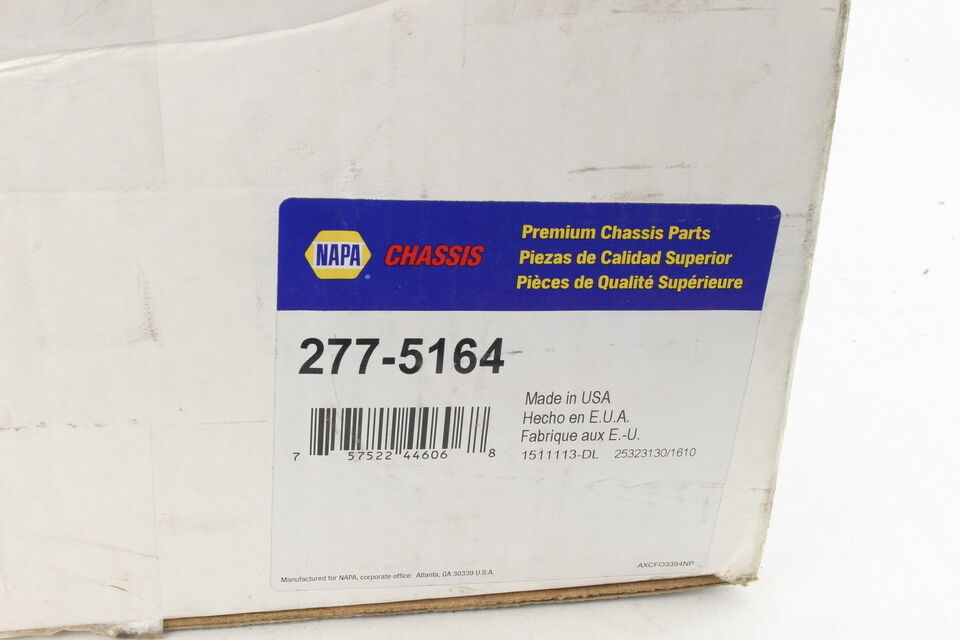 NAPA® CHASSIS
Premium Chassis Parts
Piezas de Calidad Superior
Pièces de Qualité Supérieure
277-5164
7 57522 44606 8
Made in USA
Hecho en E.U.A.
Fabrique aux E.-U.
1511113-DL 25323130/1610
Manufactured for NAPA, corporate office: Atlanta, GA 30339 U.S.A.
AXCFO3394NP